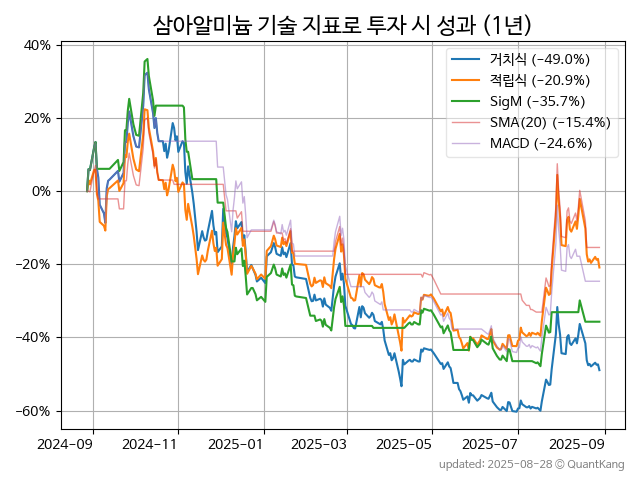 삼아알미늄 기술 지표로 투자 시 성과 (1년)
거치식 (−49.0%)
적립식 (−20.9%)
SigM (−35.7%)
SMA(20) (−15.4%)
MACD (−24.6%)
40%
20%
0%
−20%
−40%
−60%
2024-09 2024-11 2025-01 2025-03 2025-05 2025-07 2025-09
updated: 2025-08-28 © QuantKang